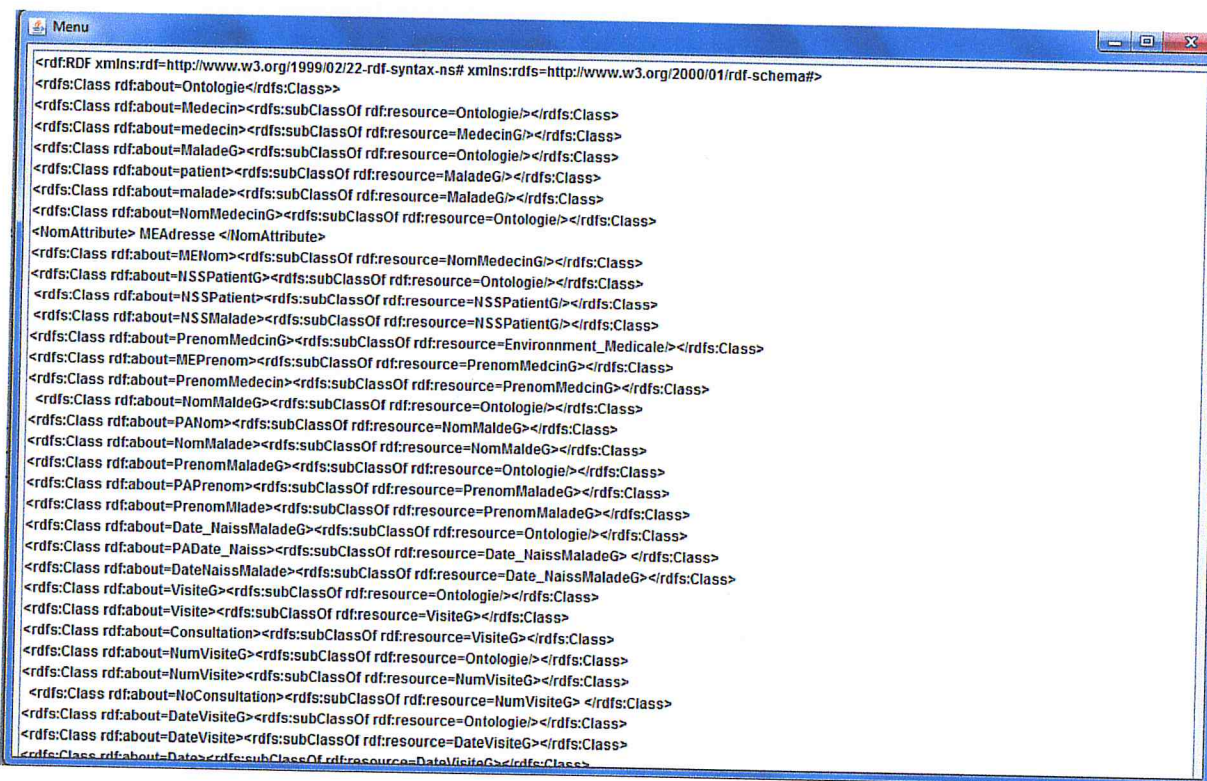 Menu
<rdf:RDF xmlns:rdf=http://www.w3.org/1999/02/22-rdf-syntax-ns# xmlns:rdfs=http://www.w3.org/2000/01/rdf-schema#>
<rdfs:Class rdf:about=Ontologie</rdfs:Class>>
<rdfs:Class rdf:about=Medecin><rdfs:subClassOf rdf:resource=Ontologie/></rdfs:Class>
<rdfs:Class rdf:about=medecin><rdfs:subClassOf rdf:resource=MedecinG/></rdfs:Class>
<rdfs:Class rdf:about=MaladeG><rdfs:subClassOf rdf:resource=Ontologie/></rdfs:Class>
<rdfs:Class rdf:about=patient><rdfs:subClassOf rdf:resource=MaladeG/></rdfs:Class>
<rdfs:Class rdf:about=malade><rdfs:subClassOf rdf:resource=MaladeG/></rdfs:Class>
<rdfs:Class rdf:about=NomMedecinG><rdfs:subClassOf rdf:resource=Ontologie/></rdfs:Class>
<NomAttribute> MEAdresse </NomAttribute>
<rdfs:Class rdf:about=MENom><rdfs:subClassOf rdf:resource=NomMedecinG/></rdfs:Class>
<rdfs:Class rdf:about=NSSPatientG><rdfs:subClassOf rdf:resource=Ontologie/></rdfs:Class>
<rdfs:Class rdf:about=NSSPatient><rdfs:subClassOf rdf:resource=NSSPatientG/></rdfs:Class>
<rdfs:Class rdf:about=NSSMalade><rdfs:subClassOf rdf:resource=NSSPatientG/></rdfs:Class>
<rdfs:Class rdf:about=PrenomMedcinG><rdfs:subClassOf rdf:resource=Environnment_Medicale/></rdfs:Class>
<rdfs:Class rdf:about=MEPrenom><rdfs:subClassOf rdf:resource=PrenomMedcinG></rdfs:Class>
<rdfs:Class rdf:about=PrenomMedecin><rdfs:subClassOf rdf:resource=PrenomMedcinG></rdfs:Class>
<rdfs:Class rdf:about=NomMaldeG><rdfs:subClassOf rdf:resource=Ontologie/></rdfs:Class>
<rdfs:Class rdf:about=PANom><rdfs:subClassOf rdf:resource=NomMaldeG></rdfs:Class>
<rdfs:Class rdf:about=NomMalade><rdfs:subClassOf rdf:resource=NomMaldeG></rdfs:Class>
<rdfs:Class rdf:about=PrenomMaladeG><rdfs:subClassOf rdf:resource=Ontologie/></rdfs:Class>
<rdfs:Class rdf:about=PAPrenom><rdfs:subClassOf rdf:resource=PrenomMaladeG></rdfs:Class>
<rdfs:Class rdf:about=PrenomMlade><rdfs:subClassOf rdf:resource=PrenomMaladeG></rdfs:Class>
<rdfs:Class rdf:about=Date_NaissMaladeG><rdfs:subClassOf rdf:resource=Ontologie/></rdfs:Class>
<rdfs:Class rdf:about=PADate_Naiss><rdfs:subClassOf rdf:resource=Date_NaissMaladeG> </rdfs:Class>
<rdfs:Class rdf:about=DateNaissMalade><rdfs:subClassOf rdf:resource=Date_NaissMaladeG></rdfs:Class>
<rdfs:Class rdf:about=VisiteG><rdfs:subClassOf rdf:resource=Ontologie/></rdfs:Class>
<rdfs:Class rdf:about=Visite><rdfs:subClassOf rdf:resource=VisiteG></rdfs:Class>
<rdfs:Class rdf:about=Consultation><rdfs:subClassOf rdf:resource=VisiteG></rdfs:Class>
<rdfs:Class rdf:about=NumVisiteG><rdfs:subClassOf rdf:resource=Ontologie/></rdfs:Class>
<rdfs:Class rdf:about=NumVisite><rdfs:subClassOf rdf:resource=NumVisiteG></rdfs:Class>
<rdfs:Class rdf:about=NoConsultation><rdfs:subClassOf rdf:resource=NumVisiteG> </rdfs:Class>
<rdfs:Class rdf:about=DateVisiteG><rdfs:subClassOf rdf:resource=Ontologie/></rdfs:Class>
<rdfs:Class rdf:about=DateVisite><rdfs:subClassOf rdf:resource=DateVisiteG></rdfs:Class>
<rdfs:Class rdf:about=Date><rdfs:subClassOf rdf:resource=DateVisiteG></rdfs:Class>